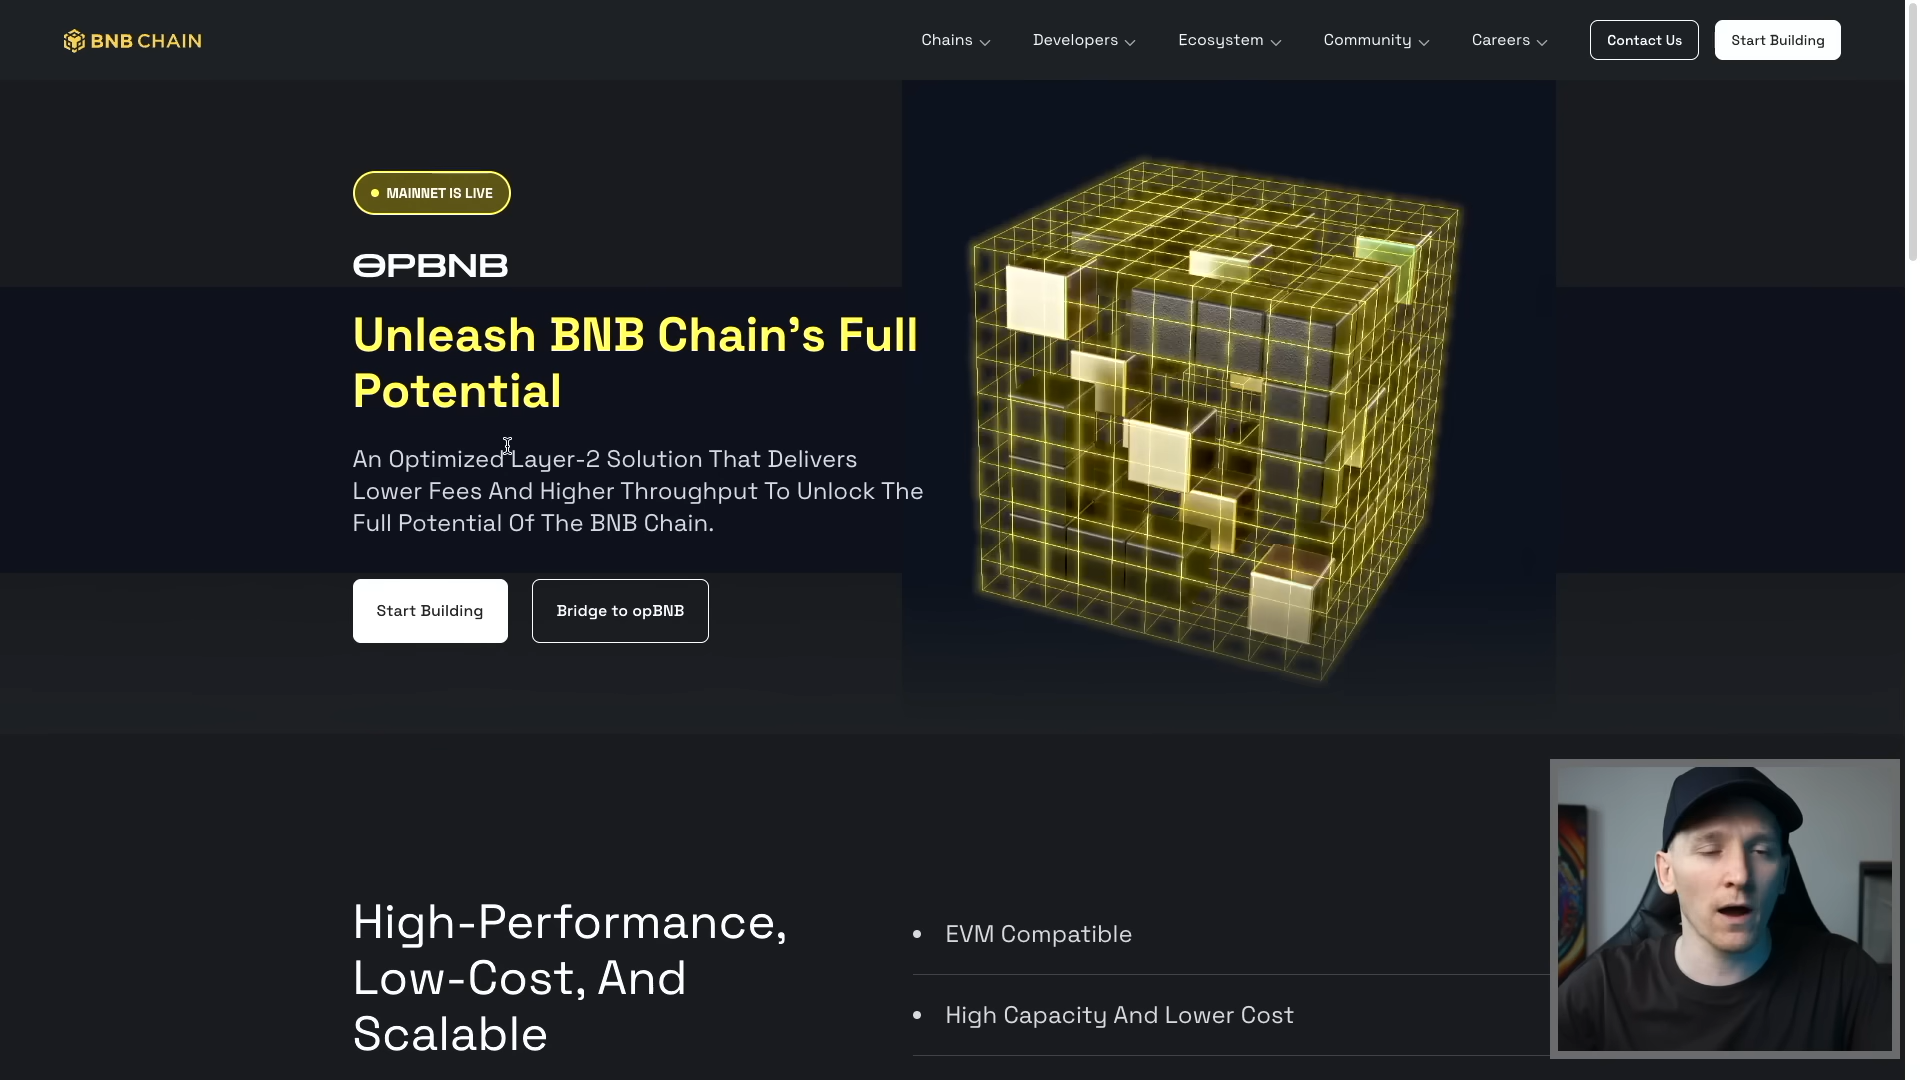 BNB CHAIN
Chains
Developers
Ecosystem
Community
Careers
Contact Us
Start Building
MAINNET IS LIVE
OPBNB
Unleash BNB Chain's Full
Potential
An Optimized Layer-2 Solution That Delivers
Lower Fees And Higher Throughput To Unlock The
Full Potential Of The BNB Chain.
Start Building
Bridge to opBNB
High-Performance,
Low-Cost, And
Scalable
• EVM Compatible
• High Capacity And Lower Cost